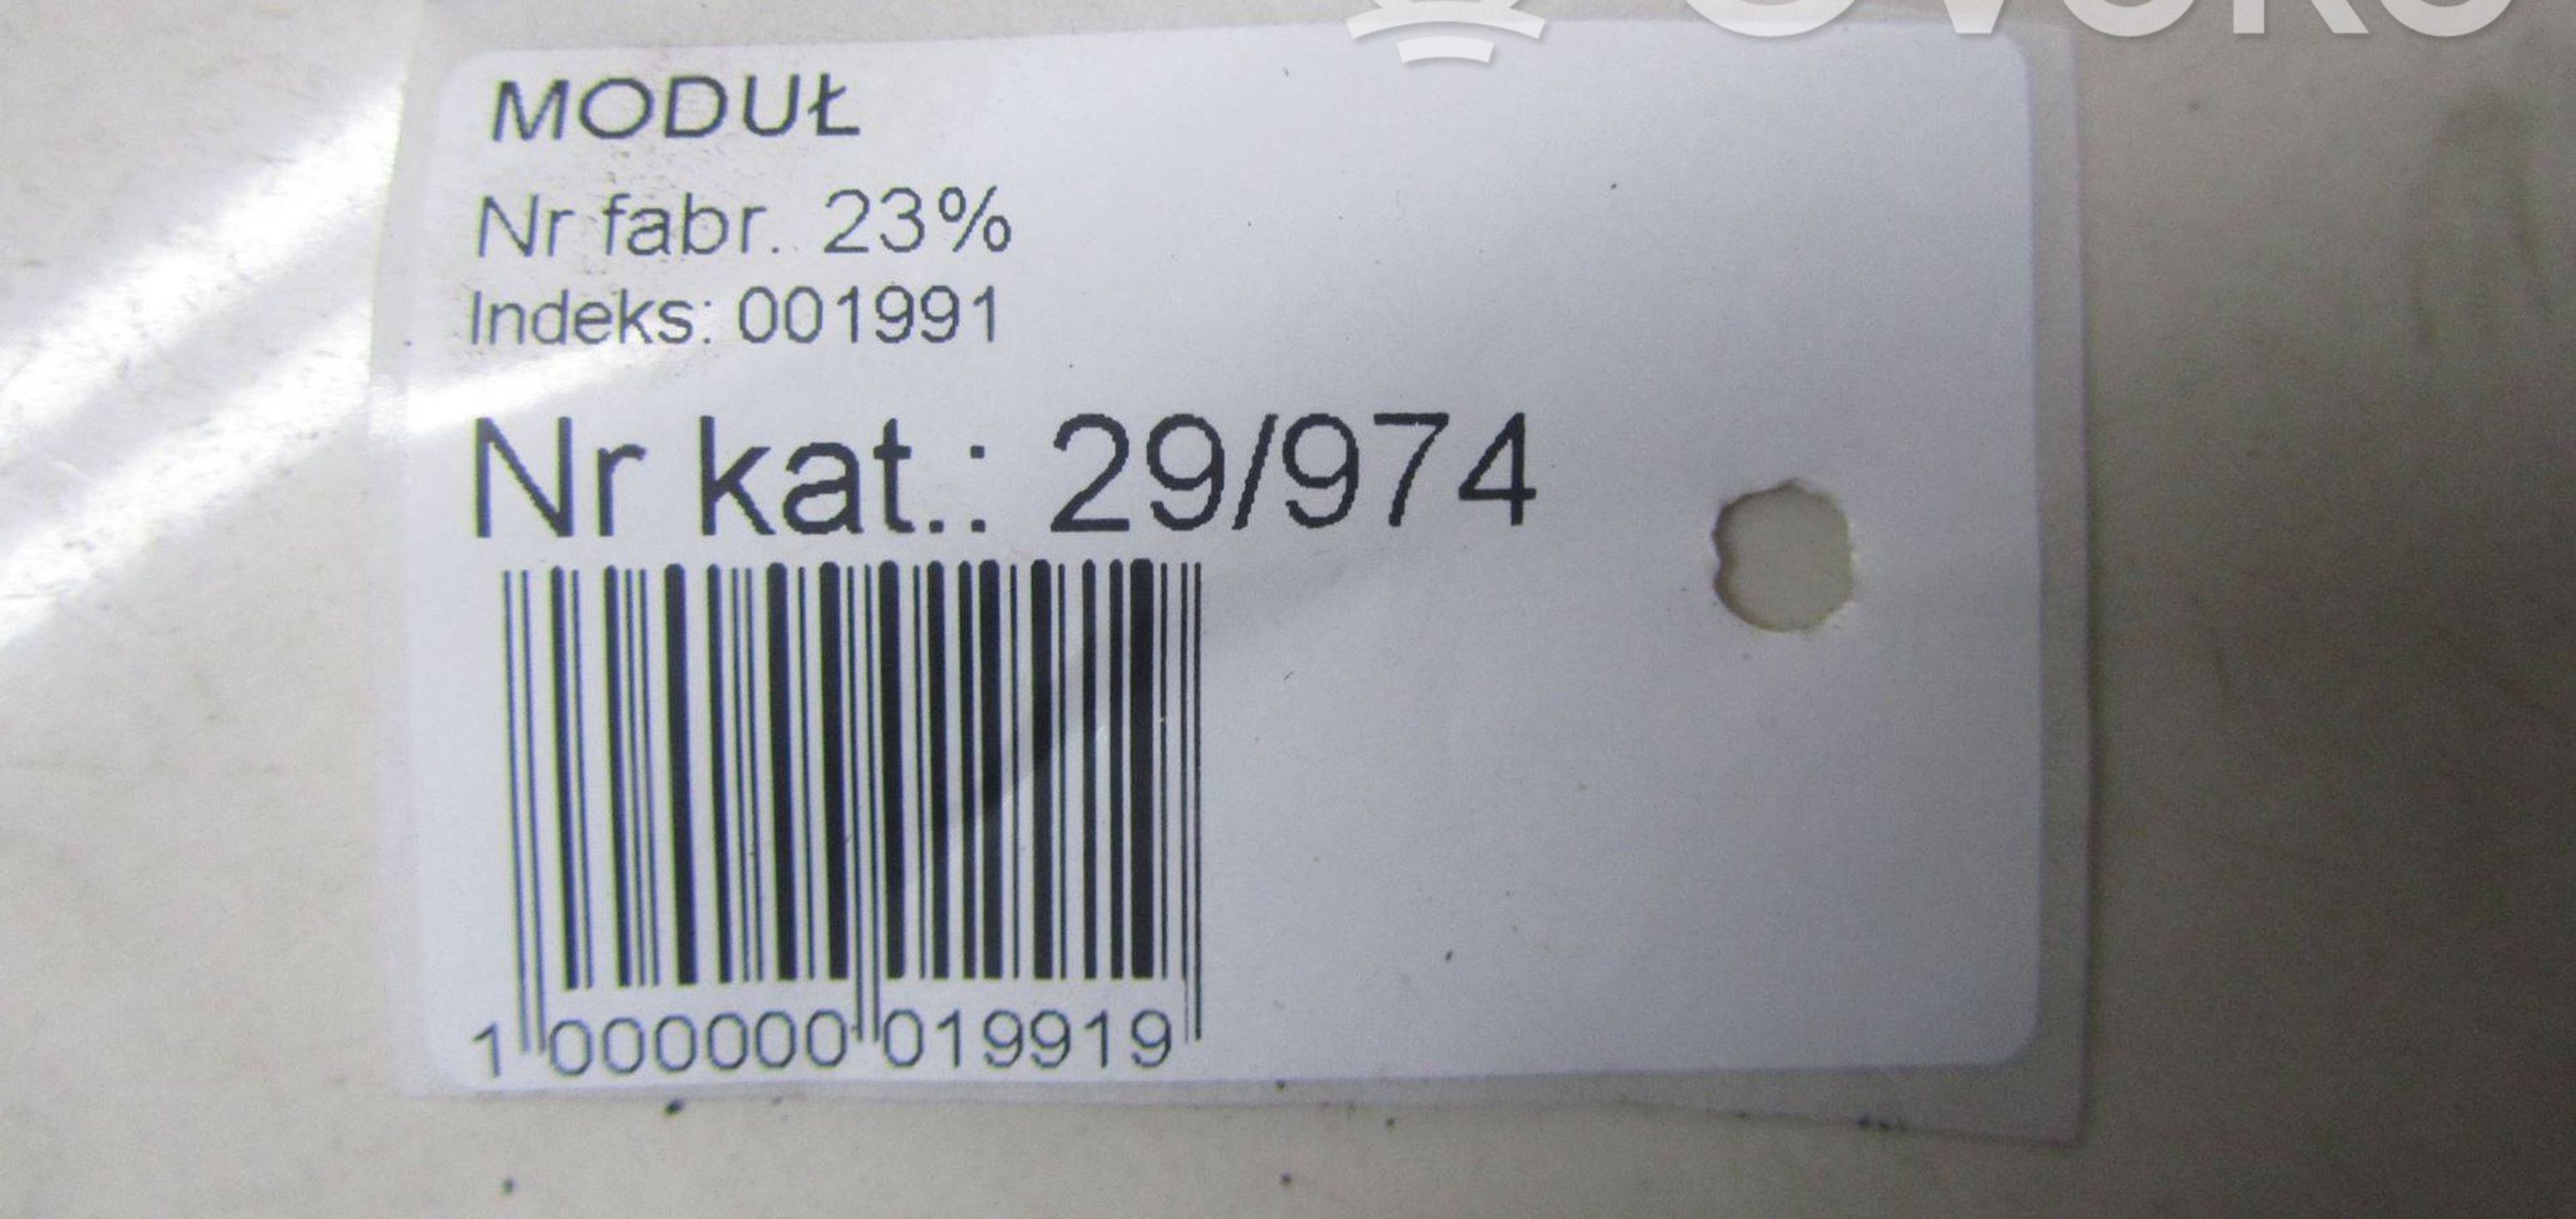 MODUŁ
Nr fabr. 23%
Indeks: 001991
Nr kat.: 29/974
1 000000 019919